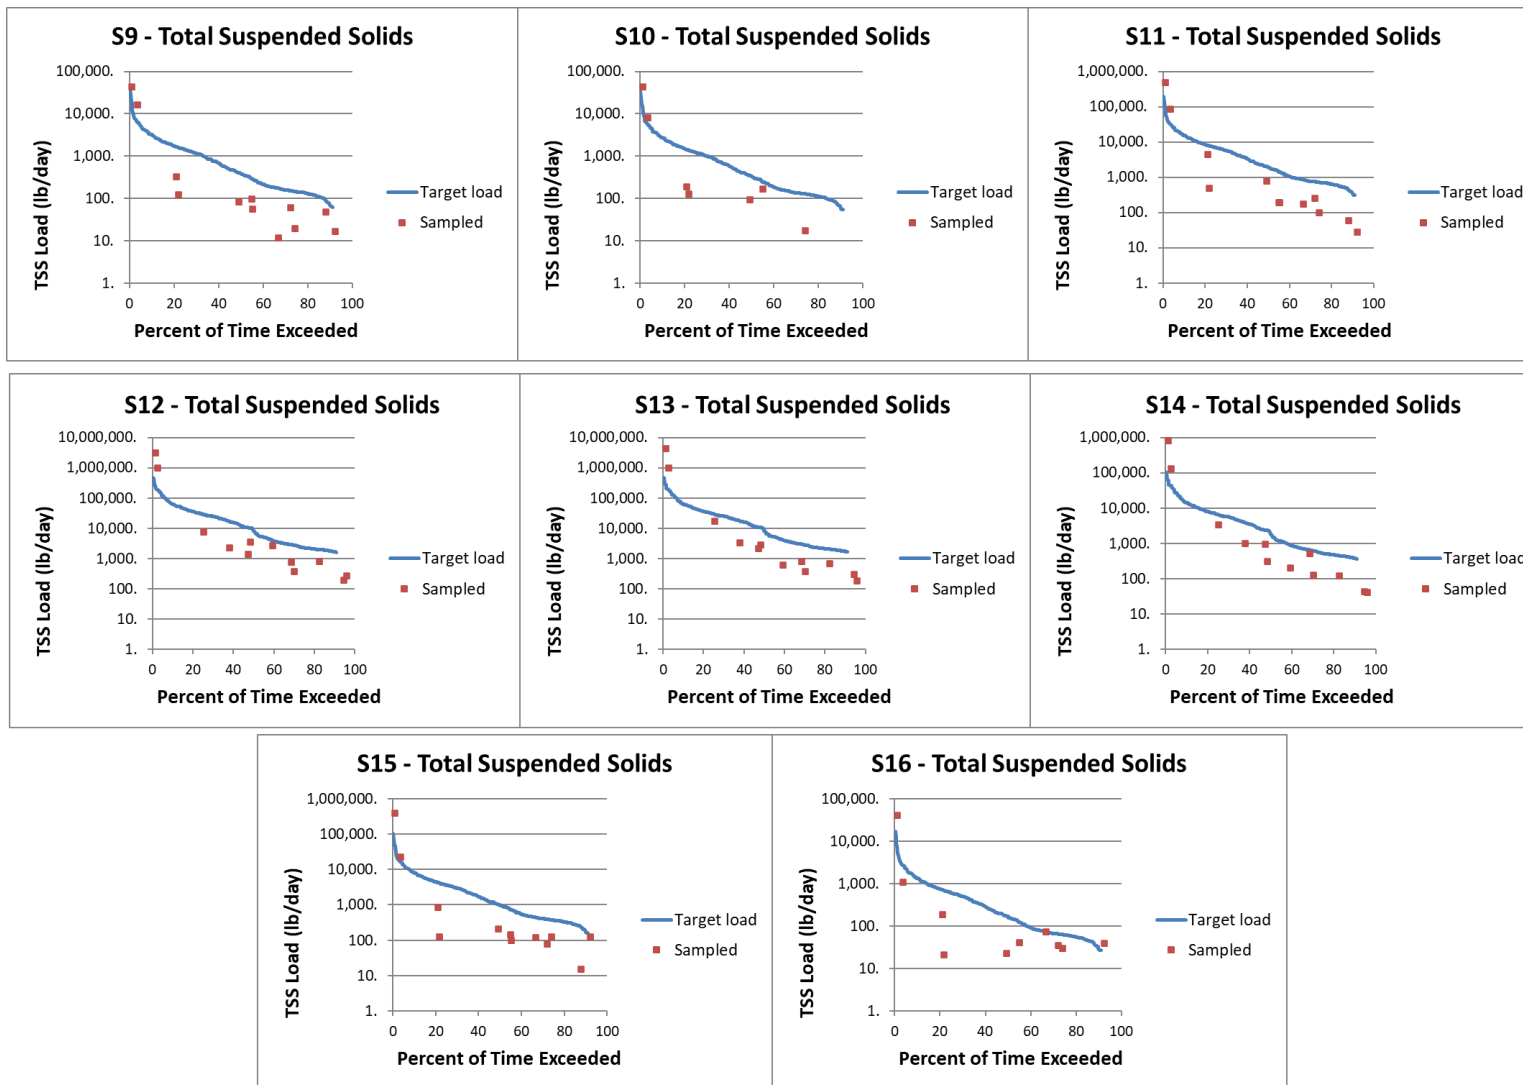 S9 - Total Suspended Solids
TSS Load (lb/day)
100,000.
10,000.
1,000.
100.
10.
1.
0 20 40 60 80 100
Percent of Time Exceeded
Target load
Sampled
S10 - Total Suspended Solids
TSS Load (lb/day)
100,000.
10,000.
1,000.
100.
10.
1.
0 20 40 60 80 100
Percent of Time Exceeded
Target load
Sampled
S11 - Total Suspended Solids
TSS Load (lb/day)
1,000,000.
100,000.
10,000.
1,000.
100.
10.
1.
0 20 40 60 80 100
Percent of Time Exceeded
Target load
Sampled
S12 - Total Suspended Solids
TSS Load (lb/day)
10,000,000.
1,000,000.
100,000.
10,000.
1,000.
100.
10.
1.
0 20 40 60 80 100
Percent of Time Exceeded
Target load
Sampled
S13 - Total Suspended Solids
TSS Load (lb/day)
10,000,000.
1,000,000.
100,000.
10,000.
1,000.
100.
10.
1.
0 20 40 60 80 100
Percent of Time Exceeded
Target load
Sampled
S14 - Total Suspended Solids
TSS Load (lb/day)
1,000,000.
100,000.
10,000.
1,000.
100.
10.
1.
0 20 40 60 80 100
Percent of Time Exceeded
Target load
Sampled
S15 - Total Suspended Solids
TSS Load (lb/day)
1,000,000.
100,000.
10,000.
1,000.
100.
10.
1.
0 20 40 60 80 100
Percent of Time Exceeded
Target load
Sampled
S16 - Total Suspended Solids
TSS Load (lb/day)
100,000.
10,000.
1,000.
100.
10.
1.
0 20 40 60 80 100
Percent of Time Exceeded
Target load
Sampled